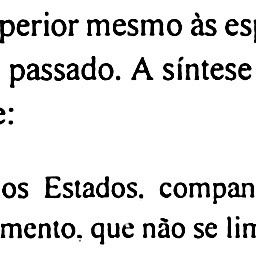 perior mesmo às esp
passado. A síntese
e:
os Estados. compan
mento. que não se lim